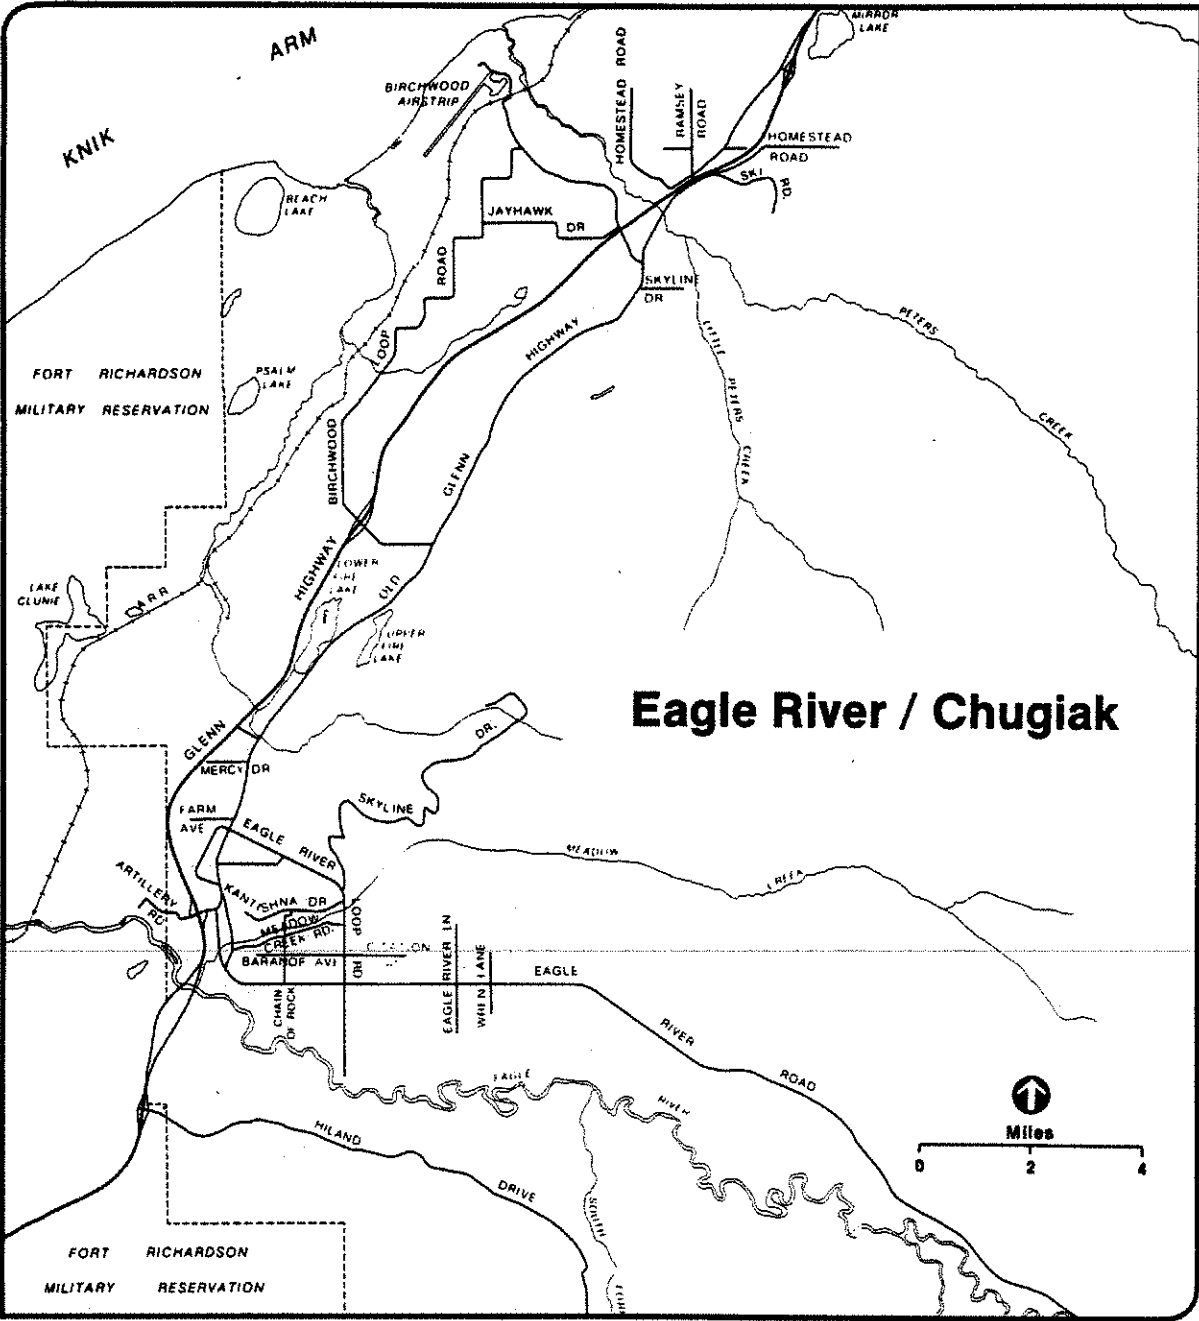 ARM
MIRROR
LAKE
KNIK
BIRCHWOOD
AIRSTRIP
HOMESTEAD ROAD
RAMSEY
ROAD
HOMESTEAD
ROAD
SKI RD.
BEACH
LAKE
JAYHAWK DR
SKYLINE
DR
BIRCHWOOD LOOP ROAD
OLD GLENN HIGHWAY
PETERS CREEK
LITTLE PETERS CREEK
FORT RICHARDSON
MILITARY RESERVATION
PSALM
LAKE
GLENN HIGHWAY
LOWER
FIRE
LAKE
UPPER
FIRE
LAKE
LAKE
CLUNIE
ARR
Eagle River / Chugiak
MERCY DR
SKYLINE DR.
FARM
AVE
EAGLE RIVER LOOP RD
MEADOW CREEK
ARTILLERY
RD
KANTISHNA DR
MEADOW
CREEK RD.
BARANOF AVE
CHAIN
OF ROCK
EAGLE RIVER LN
WREN LANE
EAGLE RIVER ROAD
EAGLE RIVER
HILAND DRIVE
SOUTH
Miles
0 2 4
FORT RICHARDSON
MILITARY RESERVATION